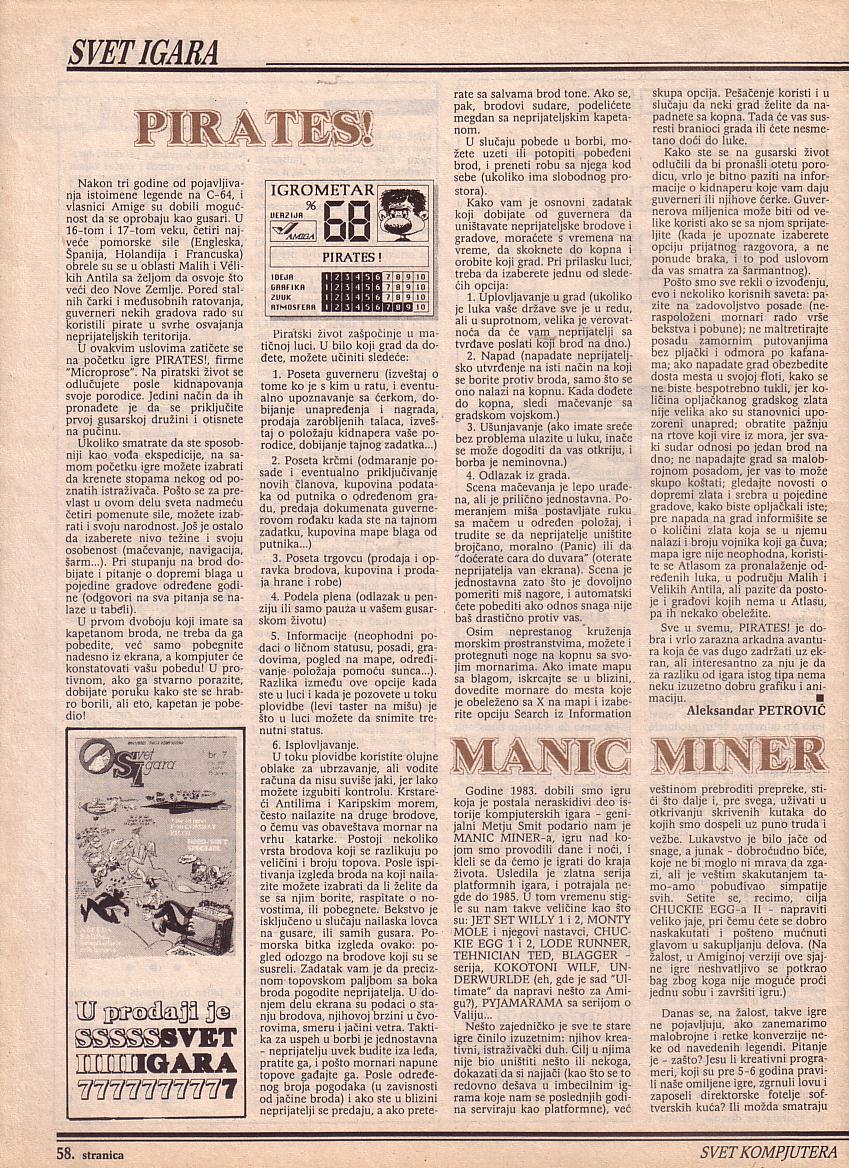 SVET IGARA
PIRATES!
Nakon tri godine od pojavljiva-
nja istoimene legende na C-64, i
vlasnici Amige su dobili moguć-
nost da se oprobaju kao gusari. U
16-tom i 17-tom veku, četiri naj-
veće pomorske sile (Engleska,
Španija, Holandija i Francuska)
obrele su se u oblasti Malih i Veli-
kih Antila sa željom da osvoje što
veći deo Nove Zemlje. Pored stal-
nih čarki i međusobnih ratovanja,
guverneri nekih gradova rado su
koristili pirate u svrhe osvajanja
neprijateljskih teritorija.
U ovakvim uslovima zatičete se
na početku igre PIRATES!, firme
"Microprose". Na piratski život se
odlučujete posle kidnapovanja
svoje porodice. Jedini način da ih
pronađete je da se priključite
prvoj gusarskoj družini i otisnete
na pučinu.
Ukoliko smatrate da ste sposob-
niji kao vođa ekspedicije, na sa-
mom početku igre možete izabrati
da krenete stopama nekog od po-
znatih istraživača. Pošto se za pre-
vlast u ovom delu sveta nadmeću
četiri pomenute sile, možete izab-
rati i svoju narodnost. Još je ostalo
da izaberete nivo težine i svoju
osobenost (mačevanje, navigacija,
šarm...). Pri stupanju na brod do-
bijate i pitanje o dopremi blaga u
pojedine gradove određene godi-
ne (odgovori na sva pitanja se na-
laze u tabeli).
U prvom dvoboju koji imate sa
kapetanom broda, ne treba da ga
pobedite, već samo pobegnite
nadesno iz ekrana, a kompjuter će
konstatovati vašu pobedu! U pro-
tivnom, ako ga stvarno porazite,
dobijate poruku kako ste se hrab-
ro borili, ali eto, kapetan je pobe-
dio!
svet
igara
br 7
U prodaji je
SSSSSSVET
IIIIIIGARA
77777777777
IGROMETAR
%
VERZIJA
AMIGA
68
PIRATES !
IDEJA 1 2 3 4 5 6 7 8 9 10
GRAFIKA 1 2 3 4 5 6 7 8 9 10
ZVUK 1 2 3 4 5 6 7 8 9 10
ATMOSFERA 1 2 3 4 5 6 7 8 9 10
Piratski život zašpočinje u ma-
tičnoj luci. U bilo koji grad da do-
đete, možete učiniti sledeće:
1. Poseta guverneru (izveštaj o
tome ko je s kim u ratu, i eventu-
alno upoznavanje sa ćerkom, do-
bijanje unapređenja i nagrada,
prodaja zarobljenih talaca, izveš-
taj o položaju kidnapera vaše po-
rodice, dobijanje tajnog zadatka...)
2. Poseta krčmi (odmaranje po-
sade i eventualno priključivanje
novih članova, kupovina podata-
ka od putnika o određenom gra-
du, predaja dokumenata guverne-
rovom rođaku kada ste na tajnom
zadatku, kupovina mape blaga od
putnika...)
3. Poseta trgovcu (prodaja i op-
ravka brodova, kupovina i proda-
ja hrane i robe)
4. Podela plena (odlazak u pen-
ziju ili samo pauza u vašem gusar-
skom životu)
5. Informacije (neophodni po-
daci o ličnom statusu, posadi, gra-
dovima, pogled na mape, određi-
vanje položaja pomoću sunca...).
Razlika između ove opcije kada
ste u luci i kada je pozovete u toku
plovidbe (levi taster na mišu) je
što u luci možete da snimite tre-
nutni status.
6. Isplovljavanje.
U toku plovidbe koristite olujne
oblake za ubrzavanje, ali vodite
računa da nisu suviše jaki, jer lako
možete izgubiti kontrolu. Krstare-
ći Antilima i Karipskim morem,
često nailazite na druge brodove,
o čemu vas obaveštava mornar na
vrhu katarke. Postoji nekoliko
vrsta brodova koji se razlikuju po
veličini i broju topova. Posle ispi-
tivanja izgleda broda na koji naila-
zite možete izabrati da li želite da
se sa njim borite, raspitate o no-
vostima, ili pobegnete. Bekstvo je
isključeno u slučaju nailaska lovca
na gusare, ili samih gusara. Po-
morska bitka izgleda ovako: po-
gled odozgo na brodove koji su se
susreli. Zadatak vam je da preciz-
nom topovskom paljbom sa boka
broda pogodite neprijatelja. U do-
njem delu ekrana su podaci o sta-
nju brodova, njihovoj brzini u čvo-
rovima, smeru i jačini vetra. Takti-
ka za uspeh u borbi je jednostavna
- neprijatelju uvek budite iza leđa,
pratite ga, i pošto mornari napune
topove gađajte ga. Posle određe-
nog broja pogodaka (u zavisnosti
od jačine broda) i ako ste u blizini
neprijatelji se predaju, a ako prete-
rate sa salvama brod tone. Ako se,
pak, brodovi sudare, podelićete
megdan sa neprijateljskim kapeta-
nom.
U slučaju pobede u borbi, mo-
žete uzeti ili potopiti pobeđeni
brod, i preneti robu sa njega kod
sebe (ukoliko ima slobodnog pro-
stora).
Kako vam je osnovni zadatak
koji dobijate od guvernera da
uništavate neprijateljske brodove i
gradove, moraćete s vremena na
vreme, da skoknete do kopna i
orobite koji grad. Pri prilasku luci,
treba da izaberete jednu od slede-
ćih opcija:
1. Uplovljavanje u grad (ukoliko
je luka vaše države sve je u redu,
ali u suprotnom, velika je verovat-
noća da će vam neprijatelji sa
tvrđave poslati koji brod na dno.)
2. Napad (napadate neprijatelj-
sko utvrđenje na isti način na koji
se borite protiv broda, samo što se
ono nalazi na kopnu. Kada dođete
do kopna, sledi mačevanje sa
gradskom vojskom.)
3. Ušunjavanje (ako imate sreće
bez problema ulazite u luku, inače
se može dogoditi da vas otkriju, i
borba je neminovna.)
4. Odlazak iz grada.
Scena mačevanja je lepo urađe-
na, ali je prilično jednostavna. Po-
meranjem miša postavljate ruku
sa mačem u određen položaj, i
trudite se da neprijatelje uništite
brojčano, moralno (Panic) ili da
"doćerate cara do duvara" (oterate
neprijatelja van ekrana). Scena je
jednostavna zato što je dovoljno
pomeriti miš nagore, i automatski
ćete pobediti ako odnos snaga nije
baš drastično protiv vas.
Osim neprestanog kruženja
morskim prostranstvima, možete i
protegnuti noge na kopnu sa svo-
jim mornarima. Ako imate mapu
sa blagom, iskrcajte se u blizini,
dovedite mornare do mesta koje
je obeleženo sa X na mapi i izabe-
rite opciju Search iz Information
skupa opcija. Pešačenje koristi i u
slučaju da neki grad želite da na-
padnete sa kopna. Tada će vas sus-
resti branioci grada ili ćete nesme-
tano doći do luke.
Kako ste se na gusarski život
odlučili da bi pronašli otetu poro-
dicu, vrlo je bitno paziti na infor-
macije o kidnaperu koje vam daju
guverneri ili njihove ćerke. Guver-
nerova miljenica može biti od ve-
like koristi ako se sa njom sprijate-
ljite (kada je upoznate izaberete
opciju prijatnog razgovora, a ne
ponude braka, i to pod uslovom
da vas smatra za šarmantnog).
Pošto smo sve rekli o izvođenju,
evo i nekoliko korisnih saveta: pa-
zite na zadovoljstvo posade (ne-
raspoloženi mornari rado vrše
bekstva i pobune); ne maltretirajte
posadu zamornim putovanjima
bez pljački i odmora po kafana-
ma; ako napadate grad obezbedite
dosta mesta u svojoj floti, kako se
ne biste bespotrebno tukli, jer ko-
ličina opljačkanog gradskog zlata
nije velika ako su stanovnici upo-
zoreni unapred; obratite pažnju
na rtove koji vire iz mora, jer sva-
ki sudar odnosi po jedan brod na
dno; ne napadajte grad sa malob-
rojnom posadom, jer vas to može
skupo koštati; gledajte novosti o
dopremi zlata i srebra u pojedine
gradove, kako biste opljačkali iste;
pre napada na grad informišite se
o količini zlata koja se u njemu
nalazi i broju vojnika koji ga čuva;
mapa igre nije neophodna, koristi-
te se Atlasom za pronalaženje od-
ređenih luka, u području Malih i
Velikih Antila, ali pazite da posto-
je i gradovi kojih nema u Atlasu,
pa ih nekako obeležite.
Sve u svemu, PIRATES! je do-
bra i vrlo zarazna arkadna avantu-
ra koja će vas dugo zadržati uz ek-
ran, ali interesantno za nju je da
za razliku od igara istog tipa nema
neku izuzetno dobru grafiku i ani-
maciju.
Aleksandar PETROVIĆ
MANIC MINER
Godine 1983. dobili smo igru
koja je postala neraskidivi deo is-
torije kompjuterskih igara - geni-
jalni Metju Smit podario nam je
MANIC MINER-a, igru nad ko-
jom smo provodili dane i noći, i
kleli se da ćemo je igrati do kraja
života. Usledila je zlatna serija
platformnih igara, i potrajala ne-
gde do 1985. U tom vremenu stig-
le su nam takve veličine kao što
su: JET SET WILLY 1 i 2, MONTY
MOLE i njegovi nastavci, CHUC-
KIE EGG 1 i 2, LODE RUNNER,
TEHNICIAN TED, BLAGGER -
serija, KOKOTONI WILF, UN-
DERWURLDE (eh, gde je sad "Ul-
timate" da napravi nešto za Ami-
gu?), PYJAMARAMA sa serijom o
Valiju...
Nešto zajedničko je sve te stare
igre činilo izuzetnim: njihov krea-
tivni, istraživački duh. Cilj u njima
nije bio uništiti nešto ili nekoga,
dokazati da si najjači (kao što se to
redovno dešava u imbecilnim ig-
rama koje nam se poslednjih godi-
na serviraju kao platformne), već
veštinom prebroditi prepreke, sti-
ći što dalje i, pre svega, uživati u
otkrivanju skrivenih kutaka do
kojih smo dospeli uz puno truda i
vežbe. Lukavstvo je bilo jače od
snage, a junak - dobroćudno biće,
koje ne bi moglo ni mrava da zga-
zi, ali je veštim skakutanjem ta-
mo-amo pobuđivao simpatije
svih. Setite se, recimo, cilja
CHUCKIE EGG-a II - napraviti
veliko jaje, pri čemu ćete se dobro
naskakutati i pošteno mućnuti
glavom u sakupljanju delova. (Na
žalost, u Amiginoj verziji ove sjaj-
ne igre neshvatljivo se potkrao
bag zbog koga nije moguće proći
jednu sobu i završiti igru.)
Danas se, na žalost, takve igre
ne pojavljuju, ako zanemarimo
malobrojne i retke konverzije ne-
ke od navedenih legendi. Pitanje
je - zašto? Jesu li kreativni progra-
meri, koji su pre 5-6 godina pravi-
li naše omiljene igre, zgrnuli lovu i
zaposeli direktorske fotelje sof-
tverskih kuća? Ili možda smatraju
58. stranica
SVET KOMPJUTERA